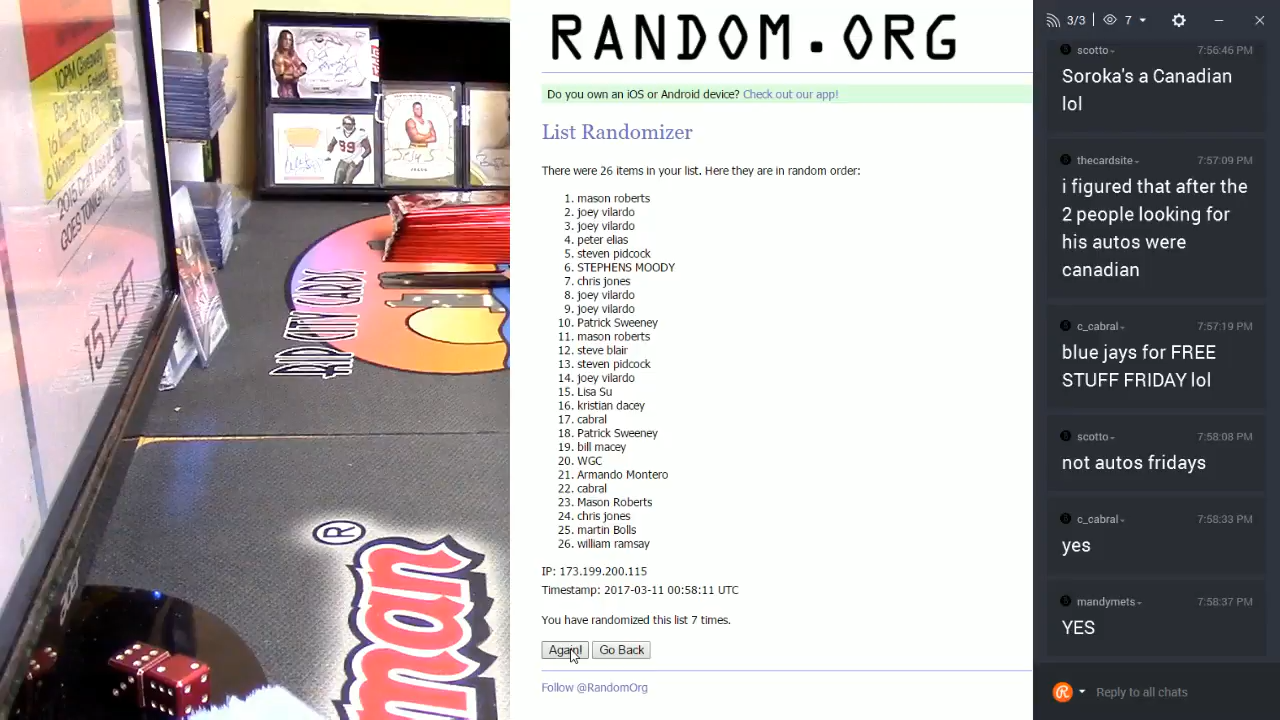 RANDOM.ORG
Do you own an iOS or Android device? Check out our app!
List Randomizer
There were 26 items in your list. Here they are in random order:
1. mason roberts
2. joey vilardo
3. joey vilardo
4. peter elias
5. steven pidcock
6. STEPHENS MOODY
7. chris jones
8. joey vilardo
9. joey vilardo
10. Patrick Sweeney
11. mason roberts
12. steve blair
13. steven pidcock
14. joey vilardo
15. Lisa Su
16. kristian dacey
17. cabral
18. Patrick Sweeney
19. bill macey
20. WGC
21. Armando Montero
22. cabral
23. Mason Roberts
24. chris jones
25. martin Bolls
26. william ramsay
IP: 173.199.200.115
Timestamp: 2017-03-11 00:58:11 UTC
You have randomized this list 7 times.
Again! Go Back
Follow @RandomOrg
3/3 7
scotto 7:56:46 PM
Soroka's a Canadian
lol
thecardsite 7:57:09 PM
i figured that after the
2 people looking for
his autos were
canadian
c_cabral 7:57:19 PM
blue jays for FREE
STUFF FRIDAY lol
scotto 7:58:08 PM
not autos fridays
c_cabral 7:58:33 PM
yes
mandymets 7:58:37 PM
YES
Reply to all chats
10PM Giveaway
GOES TONIGHT
15 LEFT
RIP CITY CARDS
man
®
99